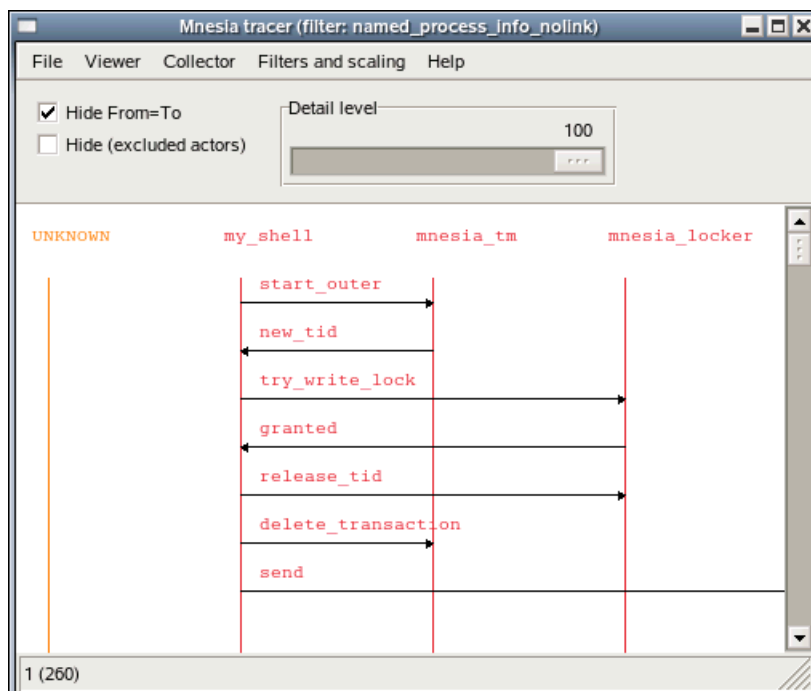 Mnesia tracer (filter: named_process_info_nolink)
File Viewer Collector Filters and scaling Help
Hide From=To
Hide (excluded actors)
Detail level
100
UNKNOWN my_shell mnesia_tm mnesia_locker
start_outer
new_tid
try_write_lock
granted
release_tid
delete_transaction
send
1 (260)